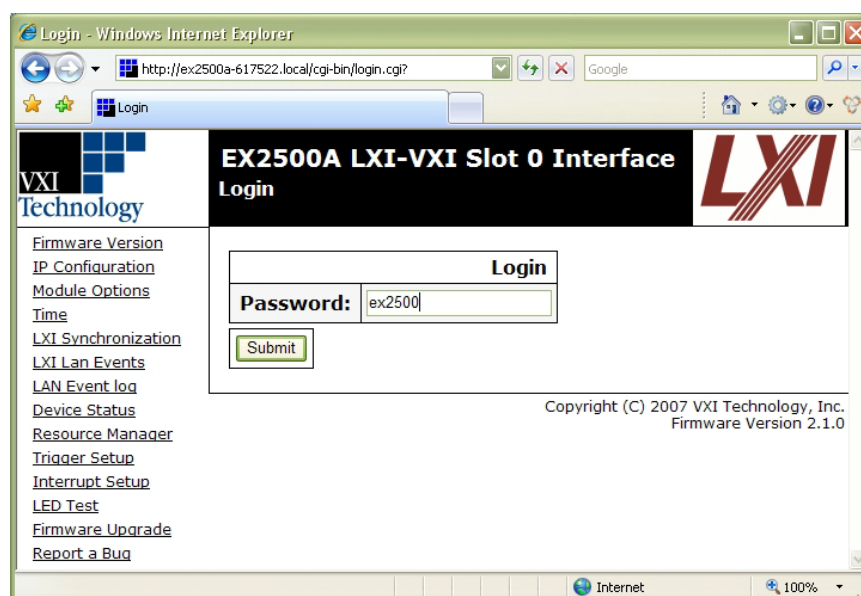 Login - Windows Internet Explorer
http://ex2500a-617522.local/cgi-bin/login.cgi?
Google
Login
VXI
Technology
EX2500A LXI-VXI Slot 0 Interface
Login
LXI
Firmware Version
IP Configuration
Module Options
Time
LXI Synchronization
LXI Lan Events
LAN Event log
Device Status
Resource Manager
Trigger Setup
Interrupt Setup
LED Test
Firmware Upgrade
Report a Bug
Login
Password: ex2500
Submit
Copyright (C) 2007 VXI Technology, Inc.
Firmware Version 2.1.0
Internet
100%